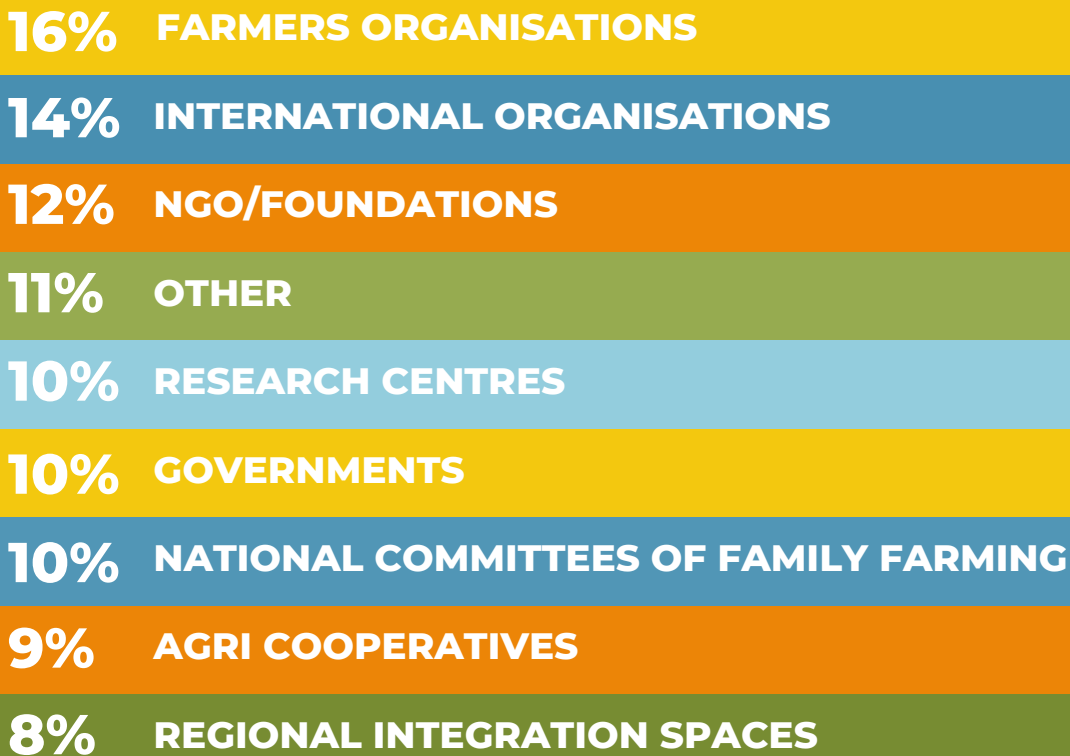 16% FARMERS ORGANISATIONS
14% INTERNATIONAL ORGANISATIONS
12% NGO/FOUNDATIONS
11% OTHER
10% RESEARCH CENTRES
10% GOVERNMENTS
10% NATIONAL COMMITTEES OF FAMILY FARMING
9% AGRI COOPERATIVES
8% REGIONAL INTEGRATION SPACES